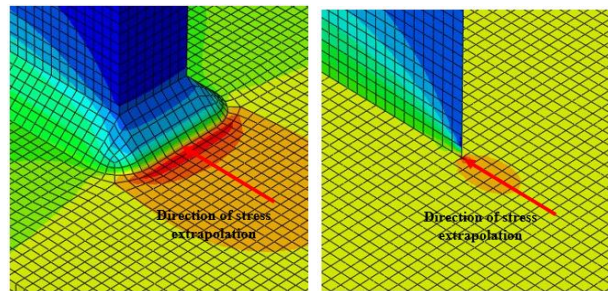 Direction of stress
extrapolation
Direction of stress
extrapolation